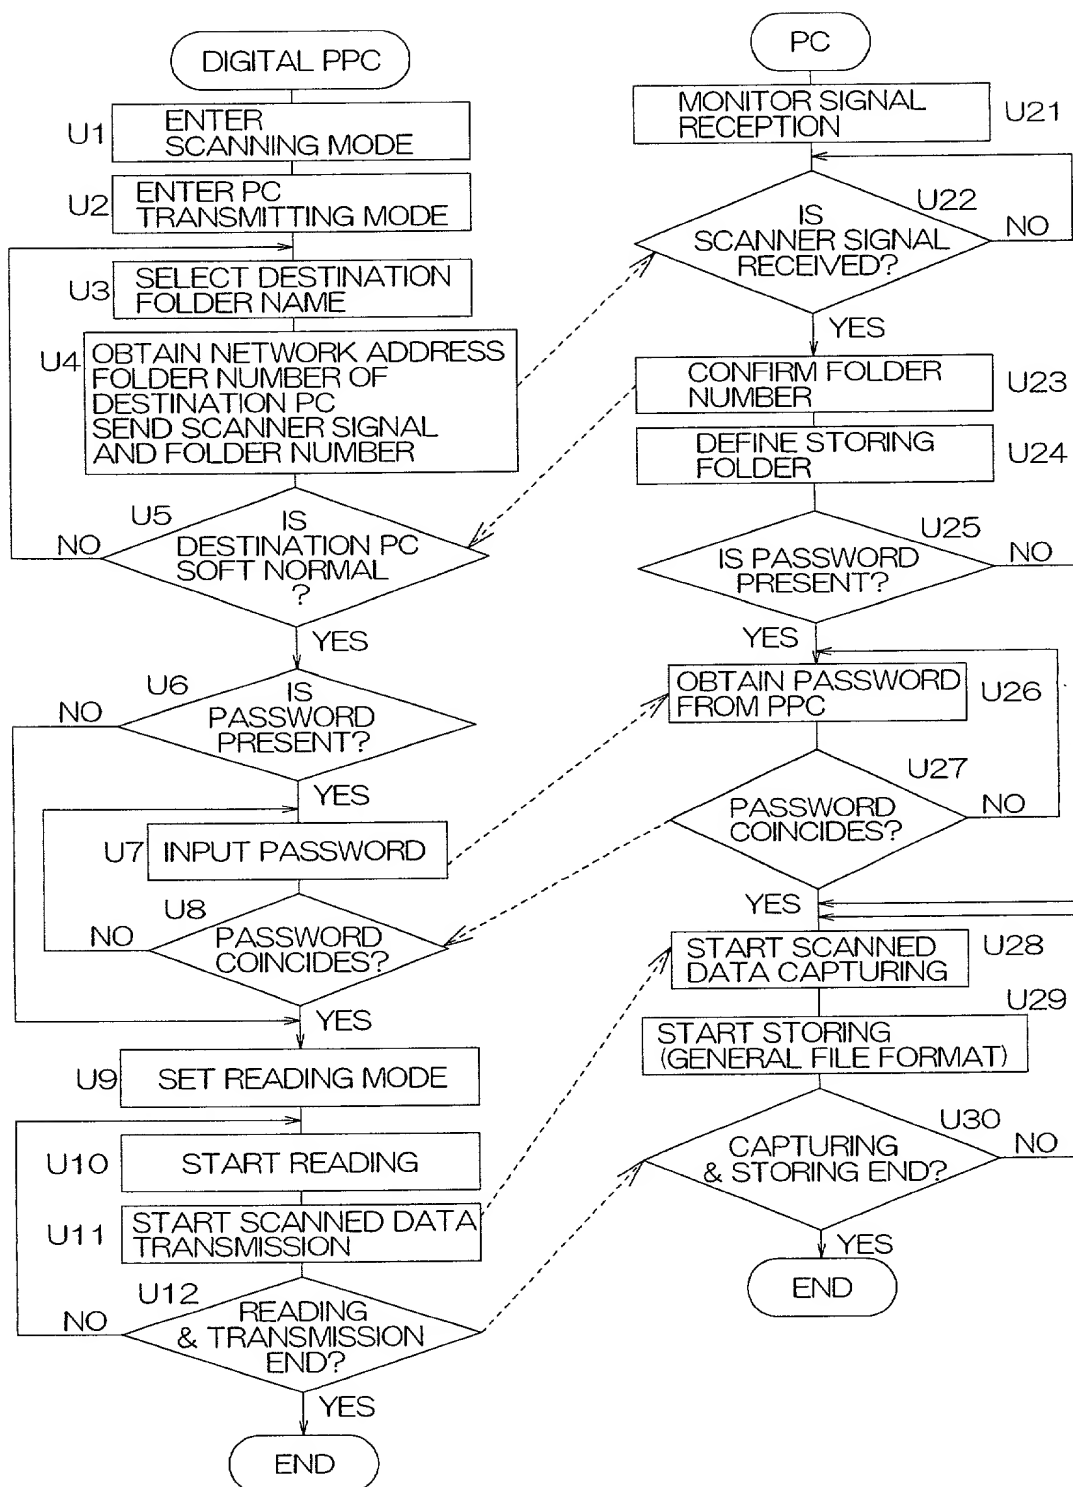 DIGITAL PPC
U1
ENTER
SCANNING MODE
U2
ENTER PC
TRANSMITTING MODE
U3
SELECT DESTINATION
FOLDER NAME
U4
OBTAIN NETWORK ADDRESS
FOLDER NUMBER OF
DESTINATION PC
SEND SCANNER SIGNAL
AND FOLDER NUMBER
U5
IS
DESTINATION PC
SOFT NORMAL
?
NO
YES
U6
IS
PASSWORD
PRESENT?
NO
YES
U7
INPUT PASSWORD
U8
PASSWORD
COINCIDES?
NO
YES
U9
SET READING MODE
U10
START READING
U11
START SCANNED DATA
TRANSMISSION
U12
READING
& TRANSMISSION
END?
NO
YES
END
PC
MONITOR SIGNAL
RECEPTION
U21
U22
IS
SCANNER SIGNAL
RECEIVED?
NO
YES
CONFIRM FOLDER
NUMBER
U23
DEFINE STORING
FOLDER
U24
U25
IS PASSWORD
PRESENT?
NO
YES
OBTAIN PASSWORD
FROM PPC
U26
U27
PASSWORD
COINCIDES?
NO
YES
START SCANNED
DATA CAPTURING
U28
U29
START STORING
(GENERAL FILE FORMAT)
U30
CAPTURING
& STORING END?
NO
YES
END